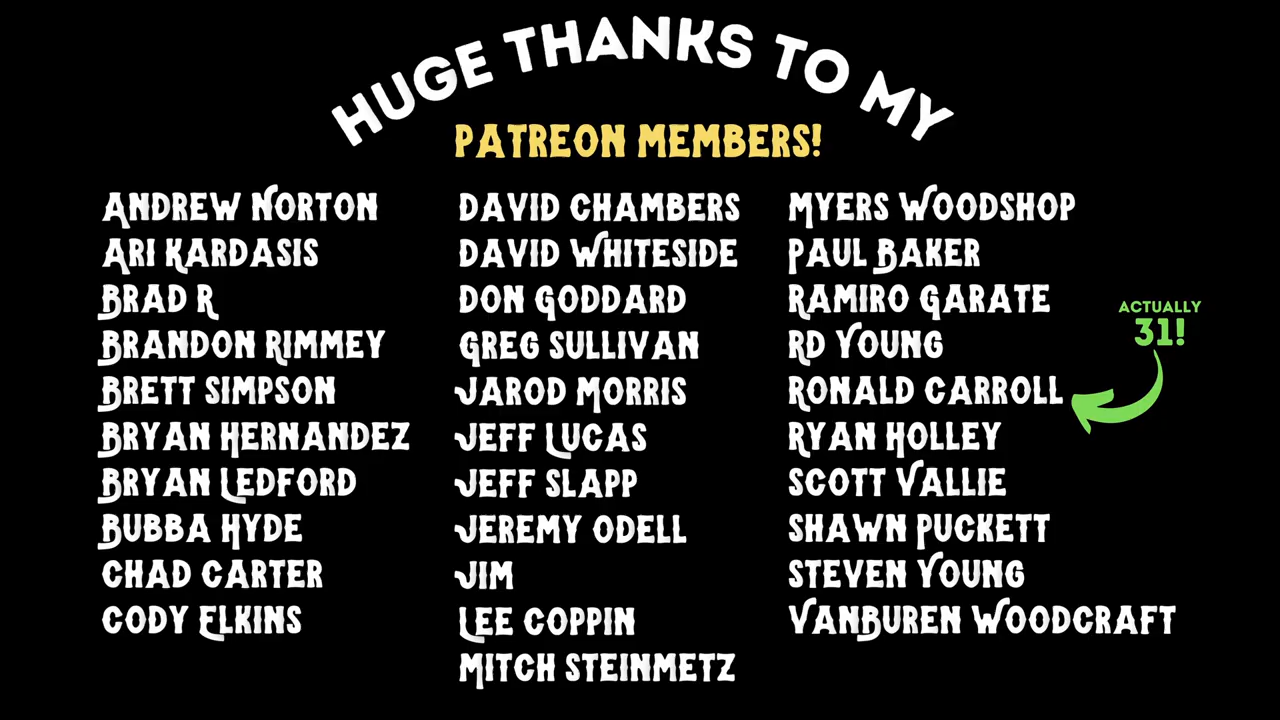 HUGE THANKS TO MY
PATREON MEMBERS!
ANDREW NORTON
ARI KARDASIS
BRAD R
BRANDON RIMMEY
BRETT SIMPSON
BRYAN HERNANDEZ
BRYAN LEDFORD
BUBBA HYDE
CHAD CARTER
CODY ELKINS
DAVID CHAMBERS
DAVID WHITESIDE
DON GODDARD
GREG SULLIVAN
JAROD MORRIS
JEFF LUCAS
JEFF SLAPP
JEREMY ODELL
JIM
LEE COPPIN
MITCH STEINMETZ
MYERS WOODSHOP
PAUL BAKER
RAMIRO GARATE
RD YOUNG
RONALD CARROLL
RYAN HOLLEY
SCOTT VALLIE
SHAWN PUCKETT
STEVEN YOUNG
VANBUREN WOODCRAFT
ACTUALLY
31!